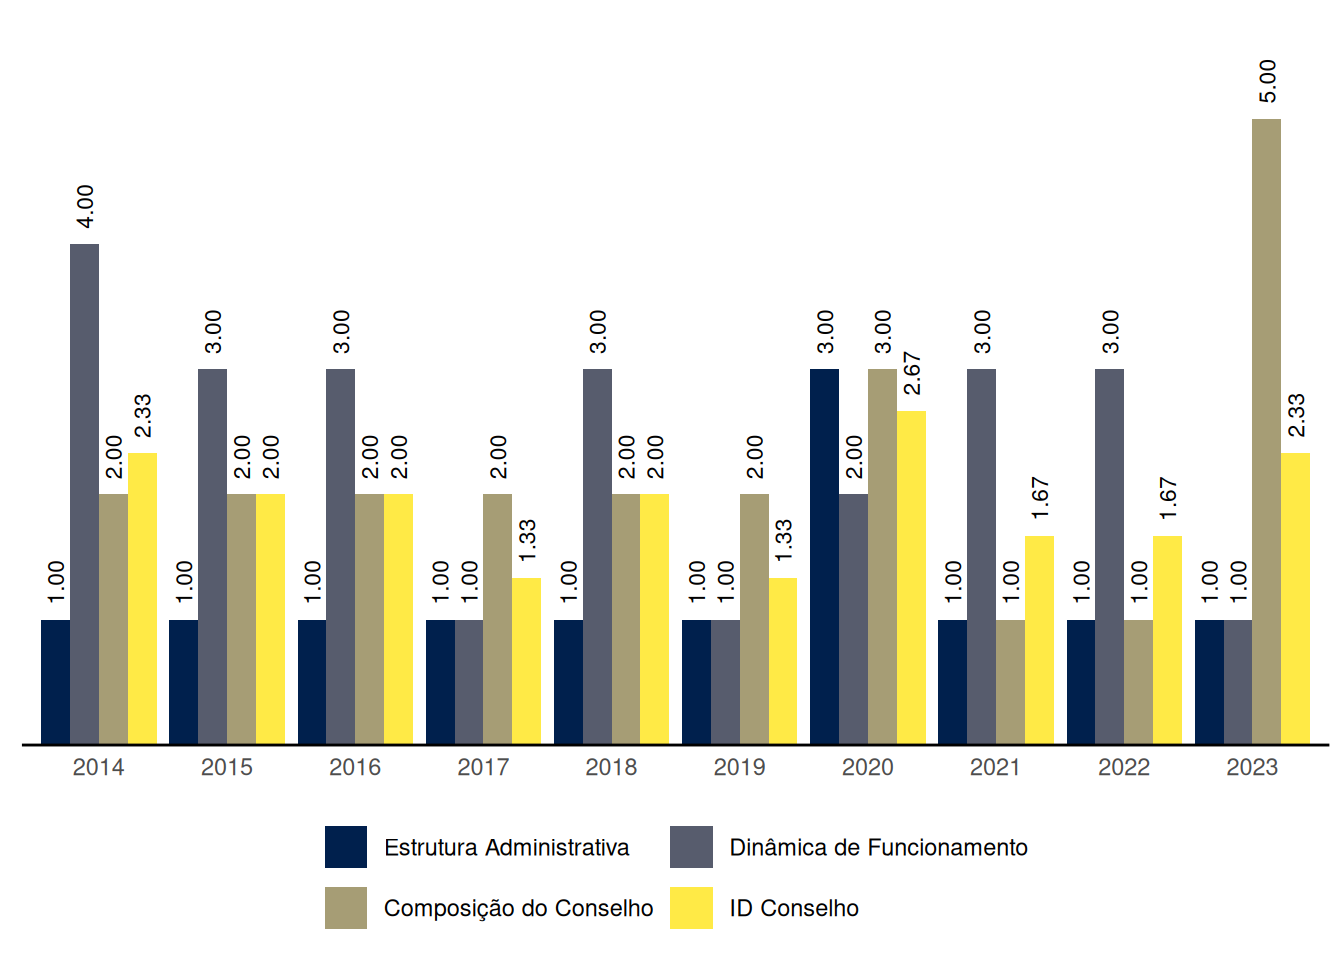 1.00 4.00 2.00 2.33
1.00 3.00 2.00 2.00
1.00 3.00 2.00 2.00
1.00 1.00 2.00 1.33
1.00 3.00 2.00 2.00
1.00 1.00 2.00 1.33
3.00 2.00 3.00 2.67
1.00 3.00 1.00 1.67
1.00 3.00 1.00 1.67
1.00 1.00 5.00 2.33
2014 2015 2016 2017 2018 2019 2020 2021 2022 2023
Estrutura Administrativa Dinâmica de Funcionamento
Composição do Conselho ID Conselho